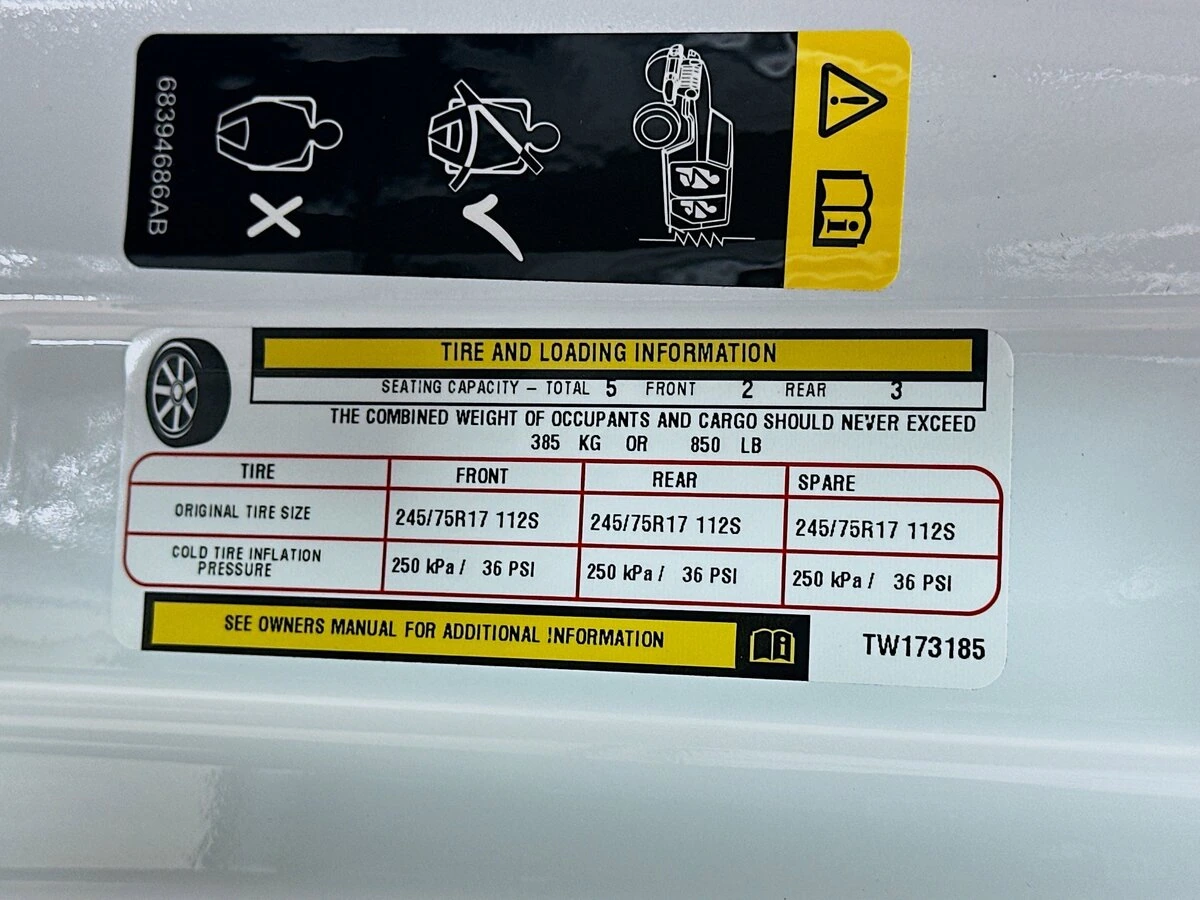 68394686AB
TIRE AND LOADING INFORMATION
SEATING CAPACITY – TOTAL 5 FRONT 2 REAR 3
THE COMBINED WEIGHT OF OCCUPANTS AND CARGO SHOULD NEVER EXCEED
385 KG OR 850 LB
TIRE FRONT REAR SPARE
ORIGINAL TIRE SIZE 245/75R17 112S 245/75R17 112S 245/75R17 112S
COLD TIRE INFLATION
PRESSURE 250 kPa / 36 PSI 250 kPa / 36 PSI 250 kPa / 36 PSI
SEE OWNERS MANUAL FOR ADDITIONAL INFORMATION
TW173185